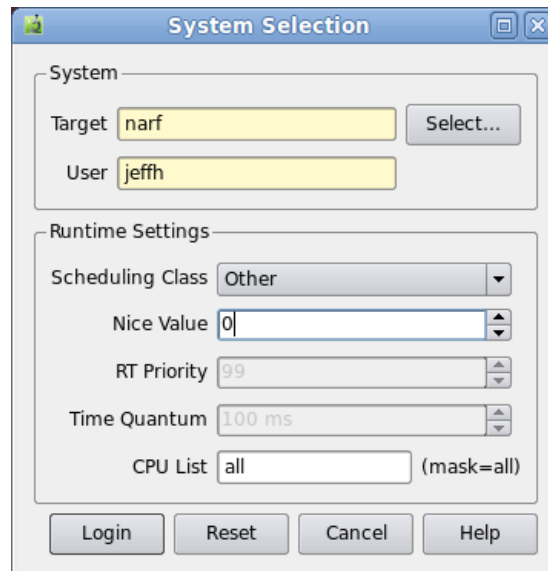 System Selection
System
Target narf Select...
User jeffh
Runtime Settings
Scheduling Class Other
Nice Value 0
RT Priority 99
Time Quantum 100 ms
CPU List all (mask=all)
Login Reset Cancel Help